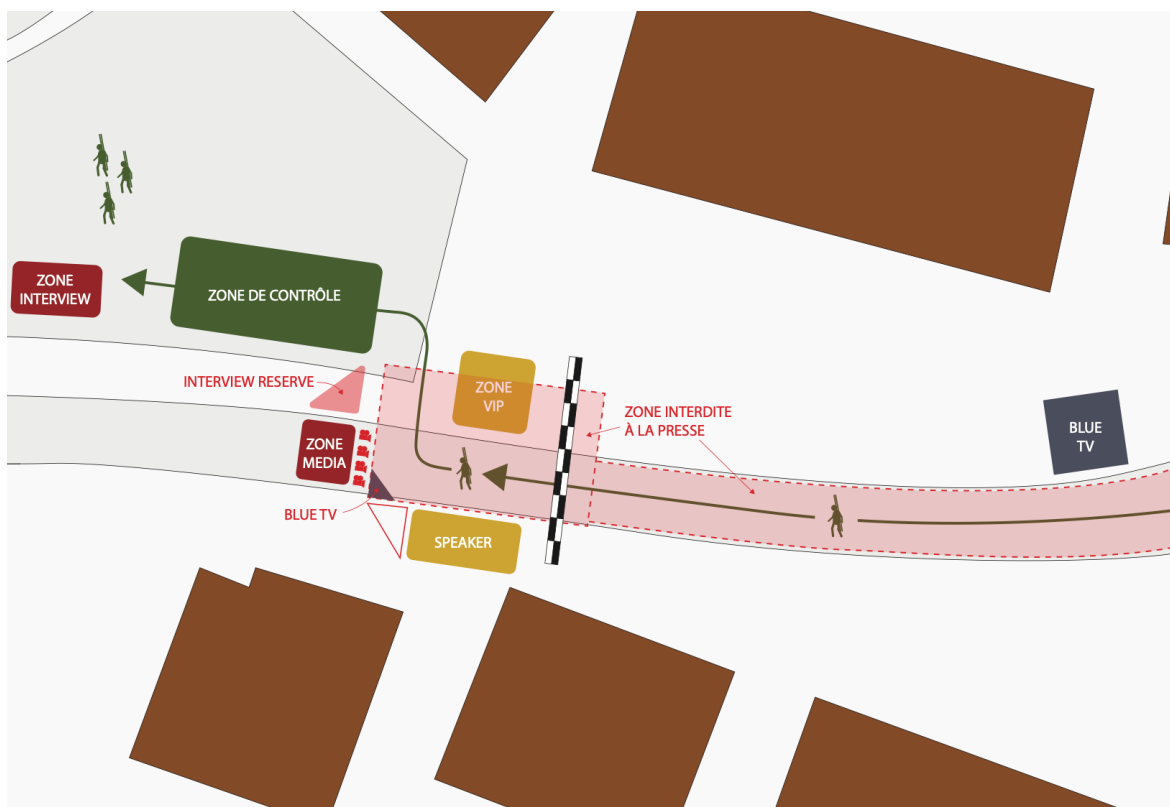 ZONE
INTERVIEW
ZONE DE CONTRÔLE
INTERVIEW RESERVE
ZONE
VIP
ZONE INTERDITE
À LA PRESSE
BLUE
TV
ZONE
MEDIA
BLUE TV
SPEAKER